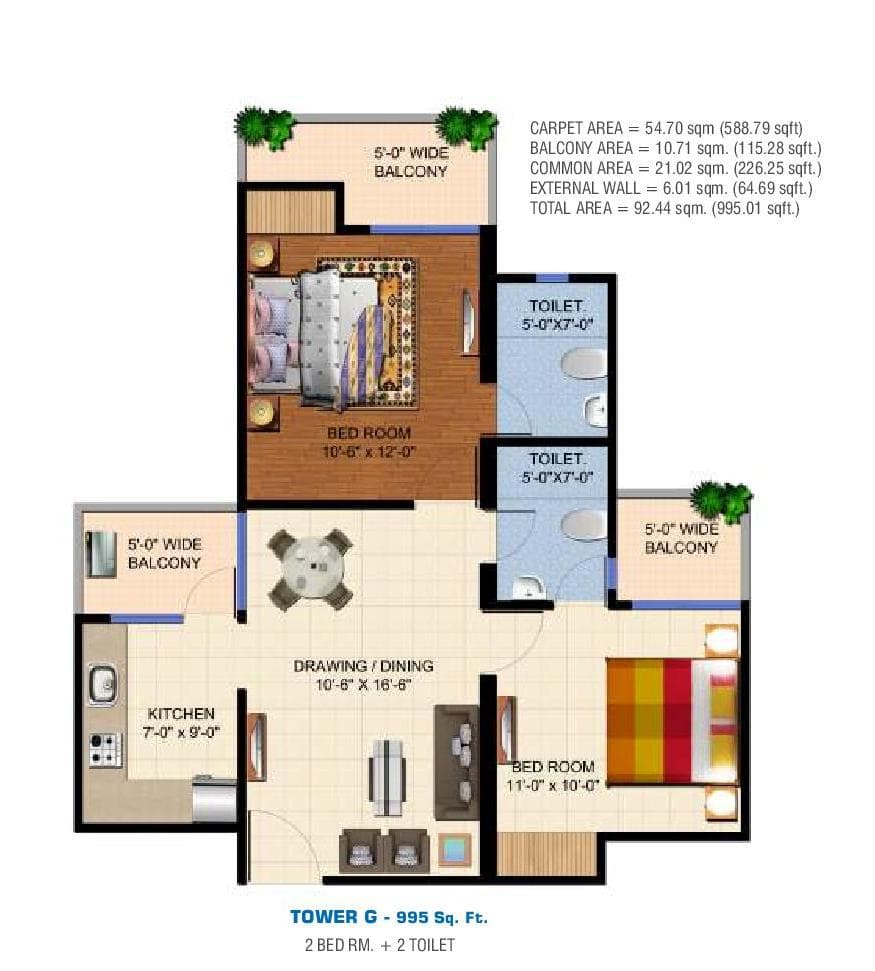 CARPET AREA = 54.70 sqm (588.79 sqft)
BALCONY AREA = 10.71 sqm. (115.28 sqft.)
COMMON AREA = 21.02 sqm. (226.25 sqft.)
EXTERNAL WALL = 6.01 sqm. (64.69 sqft.)
TOTAL AREA = 92.44 sqm. (995.01 sqft.)
5'-0" WIDE
BALCONY
TOILET.
5'-0"X7'-0"
BED ROOM
10'-6" x 12'-0"
TOILET.
5'-0"X7'-0"
5'-0" WIDE
BALCONY
5'-0" WIDE
BALCONY
DRAWING / DINING
10'-6" X 16'-6"
KITCHEN
7'-0" x 9'-0"
BED ROOM
11'-0" x 10'-0"
TOWER G - 995 Sq. Ft.
2 BED RM. + 2 TOILET